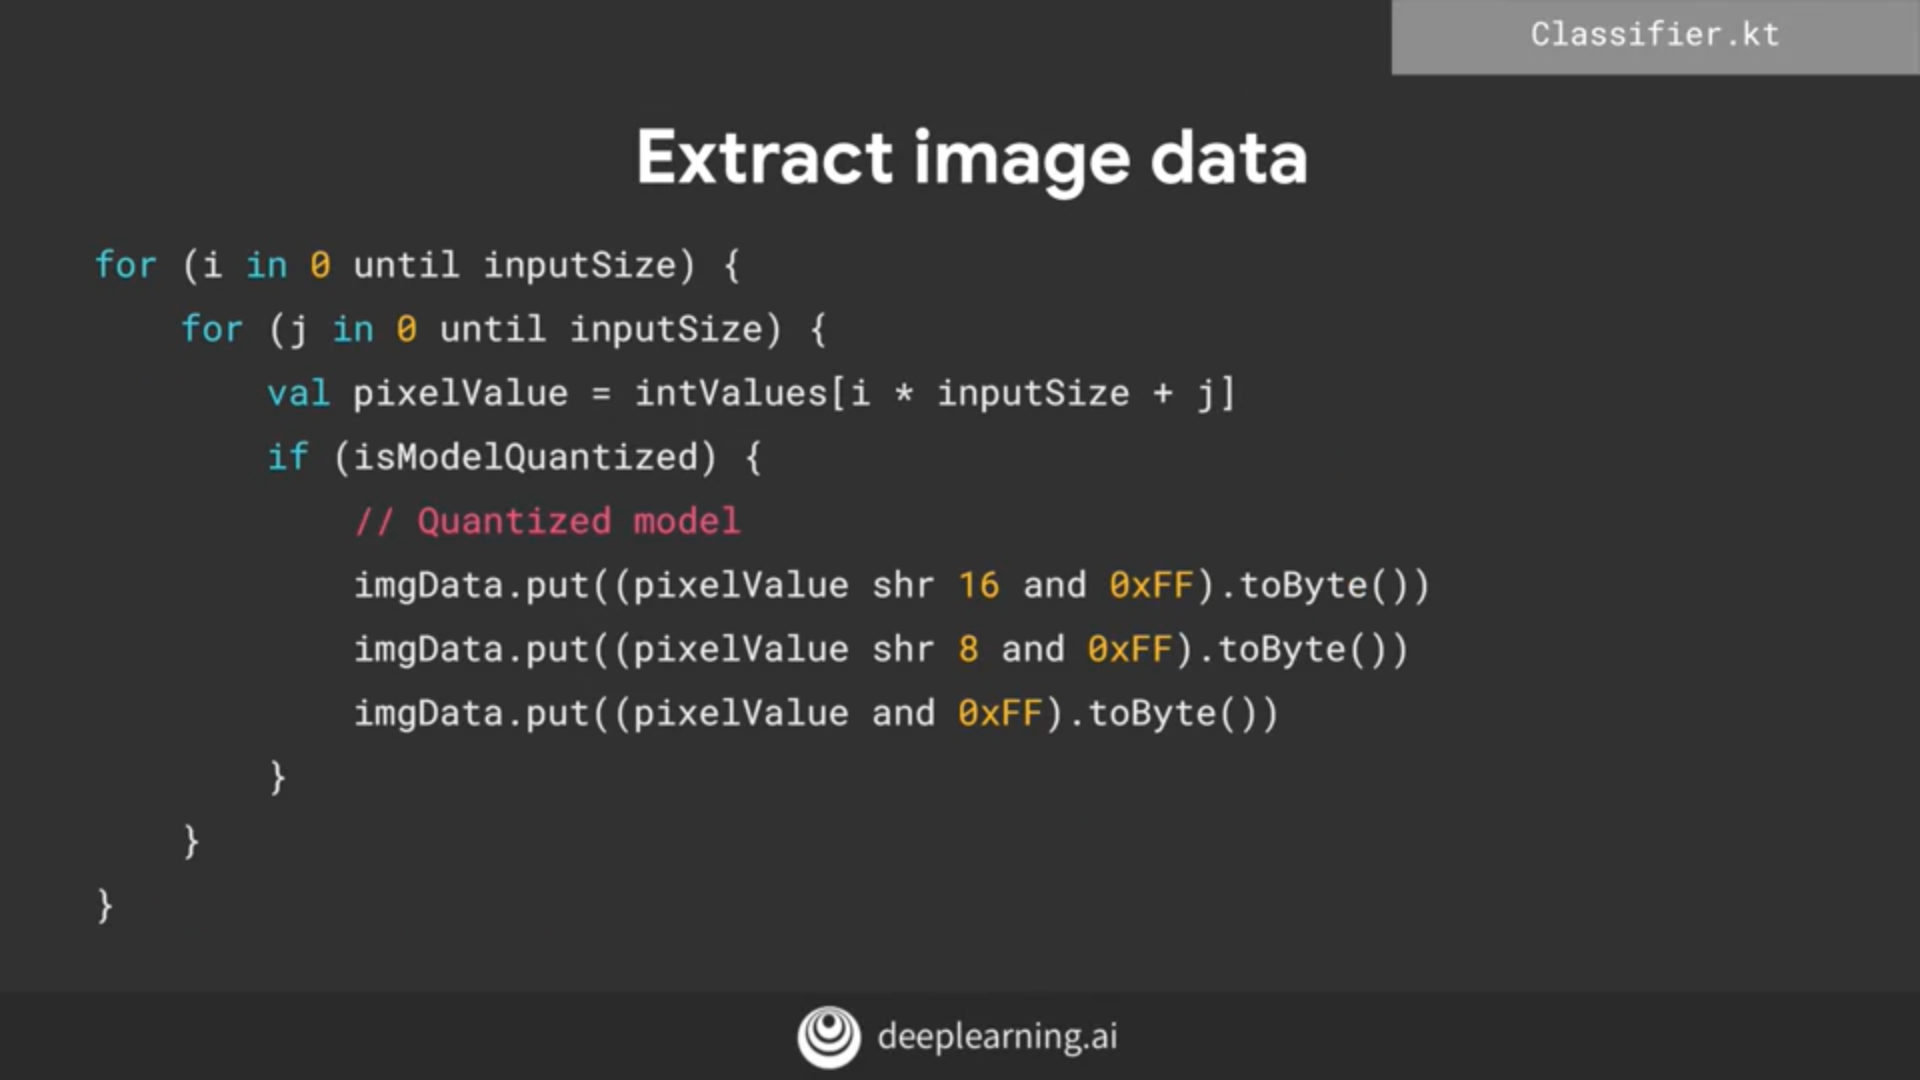 Classifier.kt
Extract image data
for (i in 0 until inputSize) {
    for (j in 0 until inputSize) {
        val pixelValue = intValues[i * inputSize + j]
        if (isModelQuantized) {
            // Quantized model
            imgData.put((pixelValue shr 16 and 0xFF).toByte())
            imgData.put((pixelValue shr 8 and 0xFF).toByte())
            imgData.put((pixelValue and 0xFF).toByte())
        }
    }
}
deeplearning.ai